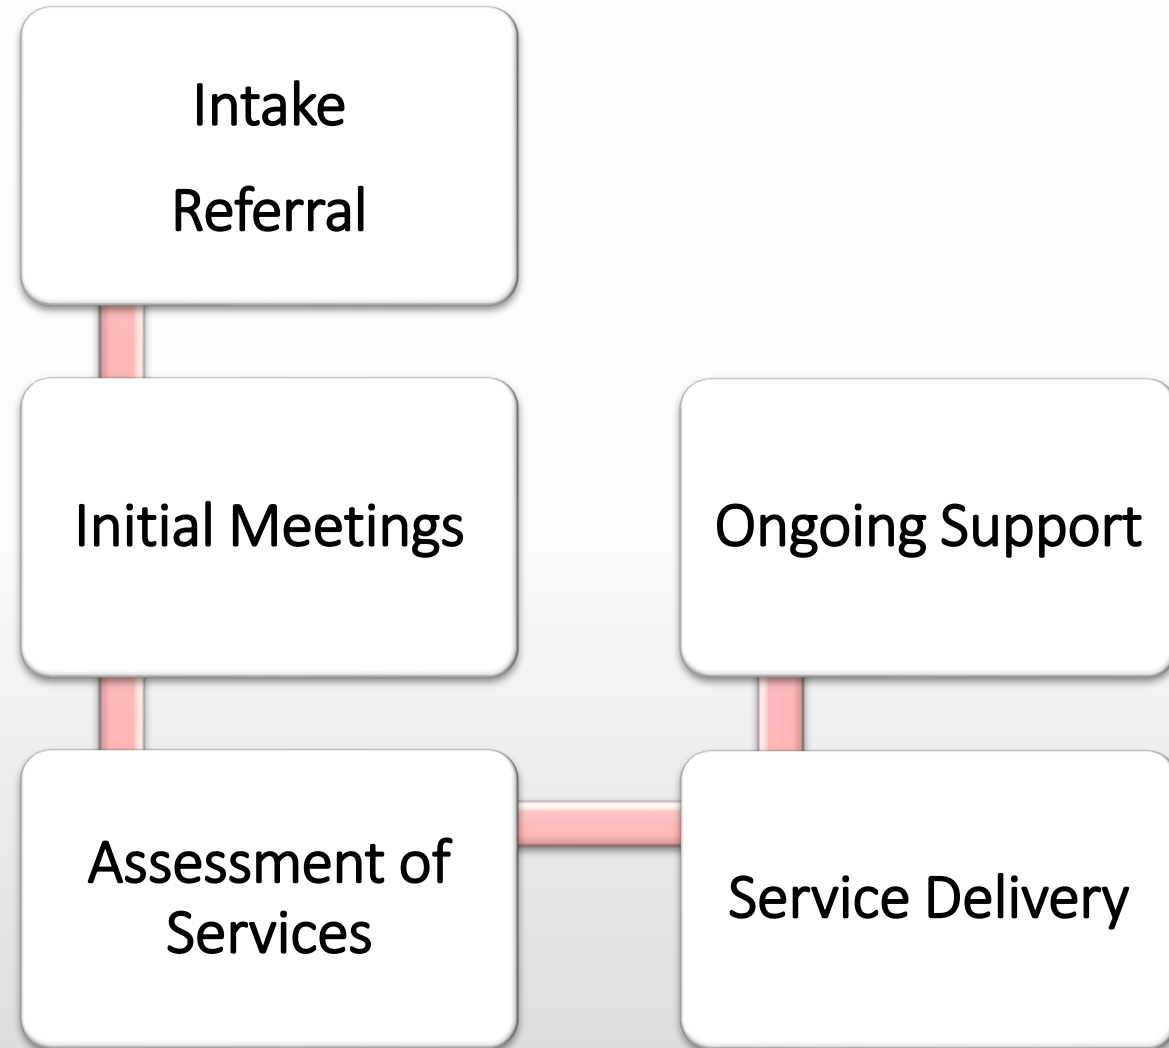 Intake
Referral
Initial Meetings
Assessment of
Services
Service Delivery
Ongoing Support